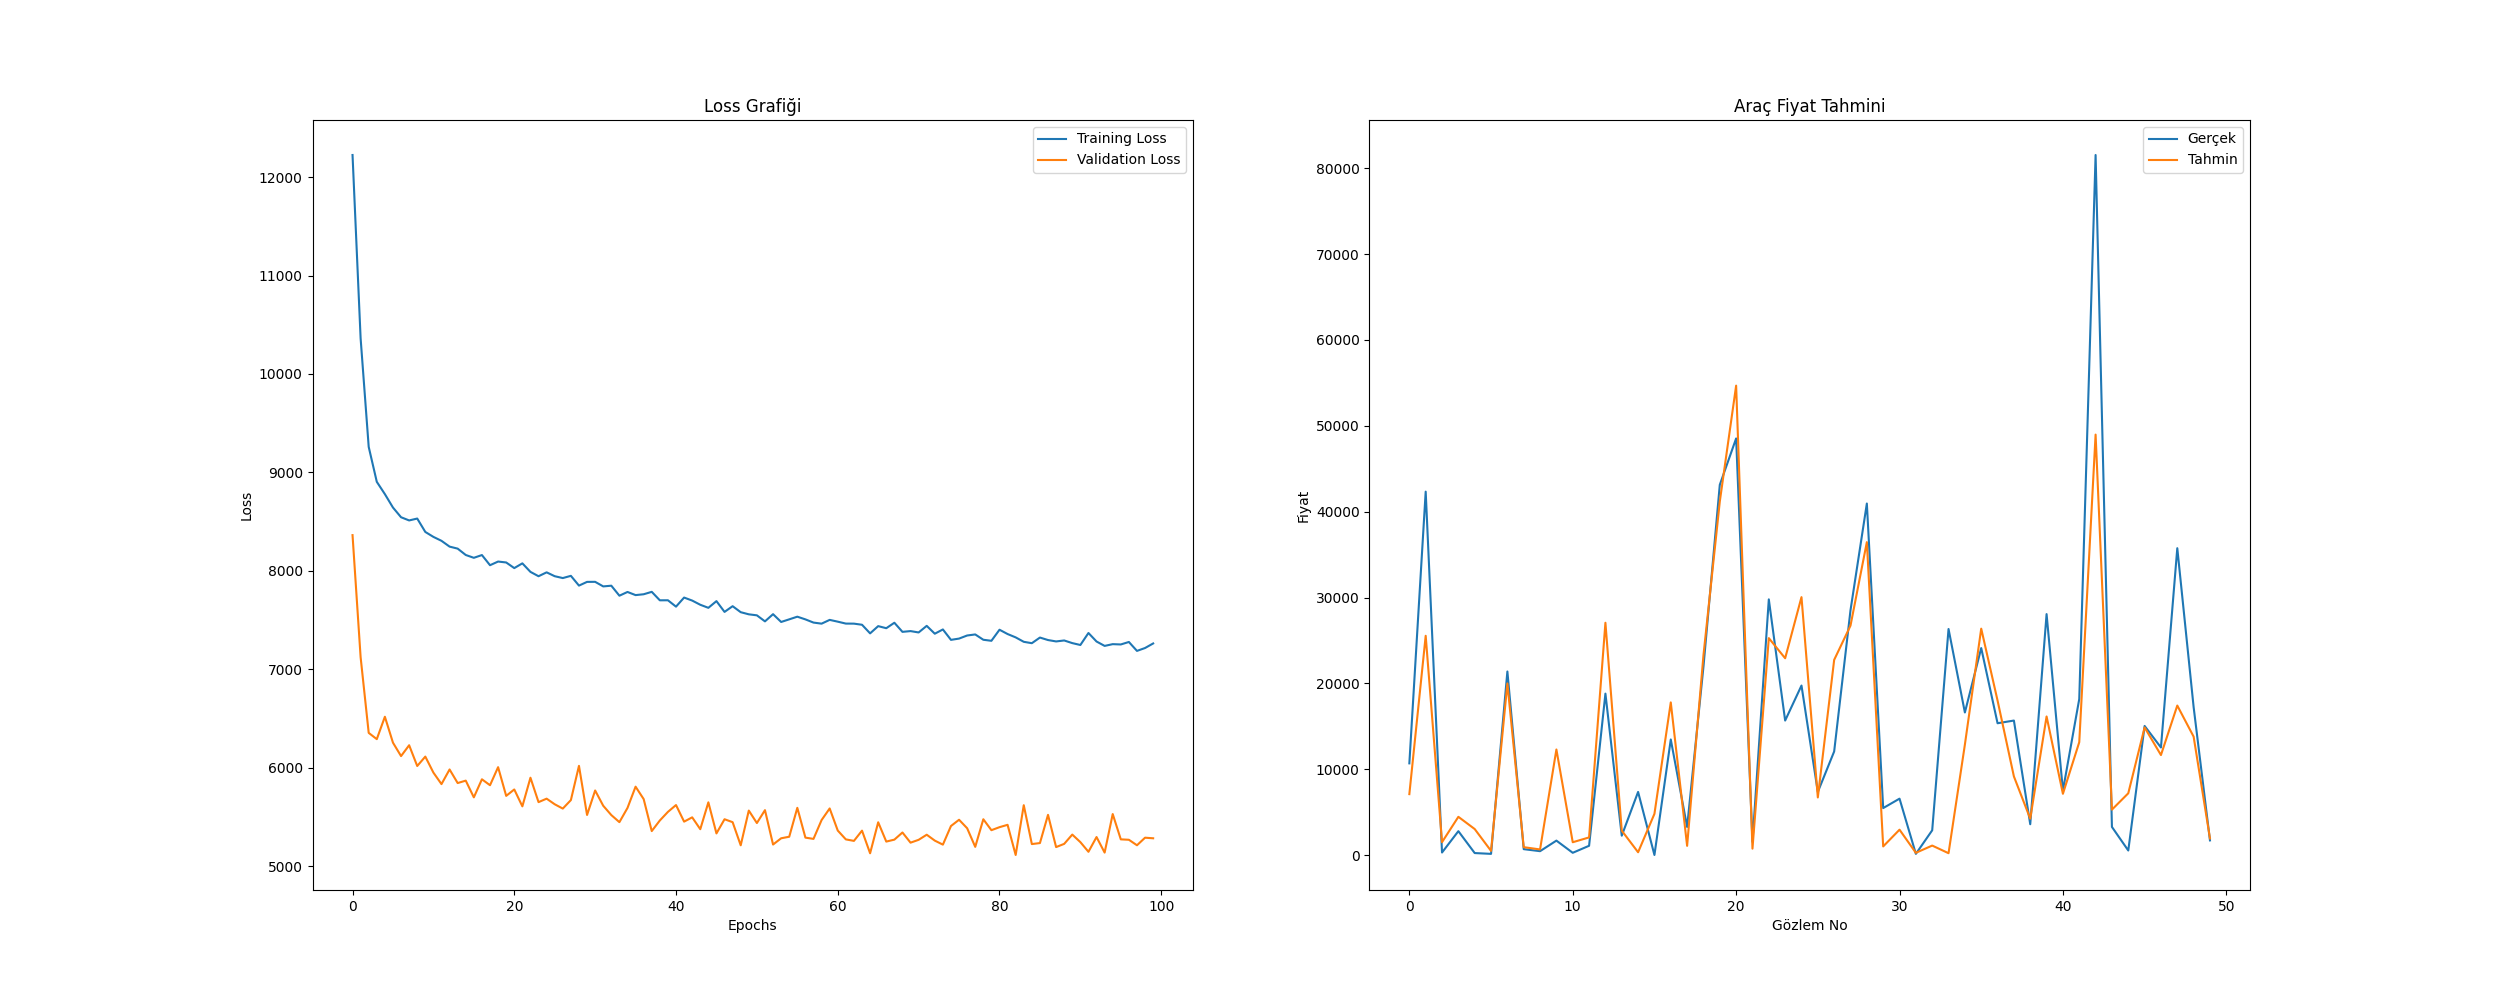 Loss Grafiği
Training Loss
Validation Loss
12000
11000
10000
9000
8000
7000
6000
5000
Loss
0 20 40 60 80 100
Epochs
Araç Fiyat Tahmini
Gerçek
Tahmin
80000
70000
60000
50000
40000
30000
20000
10000
0
Fiyat
0 10 20 30 40 50
Gözlem No